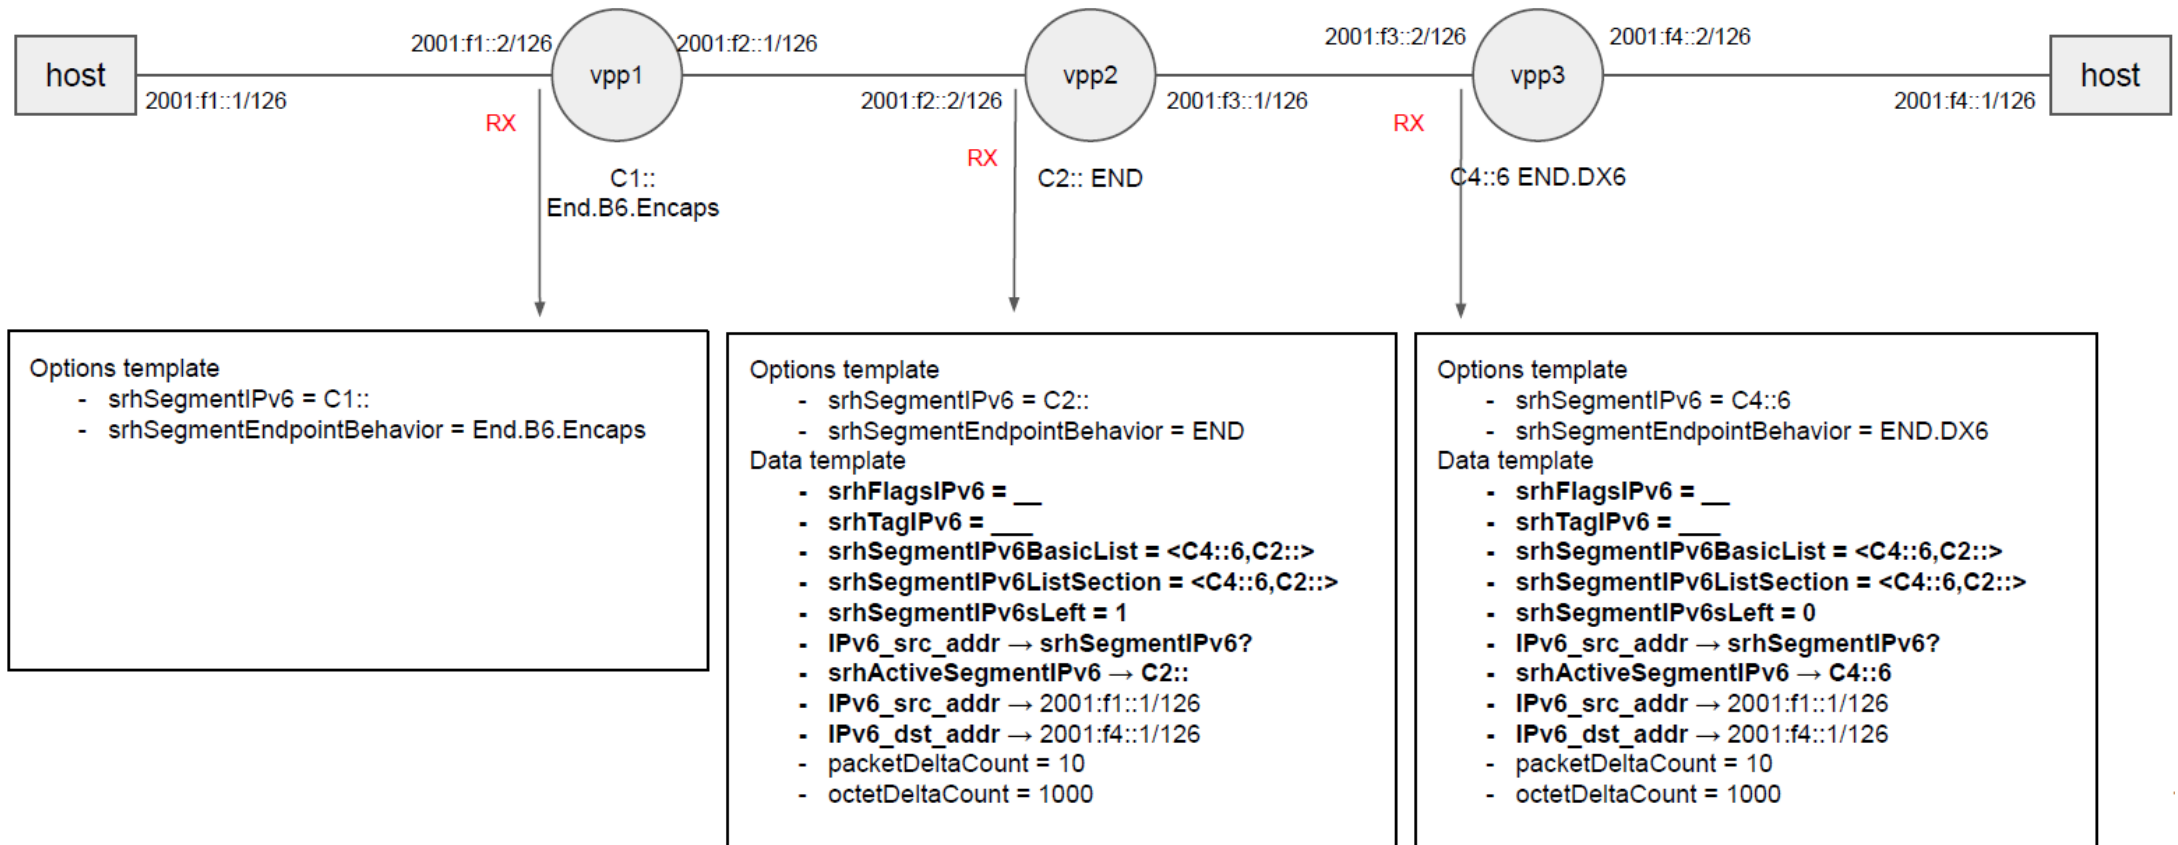 host
2001:f1::1/126
2001:f1::2/126
vpp1
2001:f2::1/126
RX
C1::
End.B6.Encaps
2001:f2::2/126
vpp2
2001:f3::1/126
RX
C2:: END
2001:f3::2/126
vpp3
2001:f4::2/126
RX
C4::6 END.DX6
2001:f4::1/126
host
Options template
- srhSegmentIPv6 = C1::
- srhSegmentEndpointBehavior = End.B6.Encaps
Options template
- srhSegmentIPv6 = C2::
- srhSegmentEndpointBehavior = END
Data template
- srhFlagsIPv6 = __
- srhTagIPv6 = ___
- srhSegmentIPv6BasicList = <C4::6,C2::>
- srhSegmentIPv6ListSection = <C4::6,C2::>
- srhSegmentIPv6sLeft = 1
- IPv6_src_addr → srhSegmentIPv6?
- srhActiveSegmentIPv6 → C2::
- IPv6_src_addr → 2001:f1::1/126
- IPv6_dst_addr → 2001:f4::1/126
- packetDeltaCount = 10
- octetDeltaCount = 1000
Options template
- srhSegmentIPv6 = C4::6
- srhSegmentEndpointBehavior = END.DX6
Data template
- srhFlagsIPv6 = __
- srhTagIPv6 = ___
- srhSegmentIPv6BasicList = <C4::6,C2::>
- srhSegmentIPv6ListSection = <C4::6,C2::>
- srhSegmentIPv6sLeft = 0
- IPv6_src_addr → srhSegmentIPv6?
- srhActiveSegmentIPv6 → C4::6
- IPv6_src_addr → 2001:f1::1/126
- IPv6_dst_addr → 2001:f4::1/126
- packetDeltaCount = 10
- octetDeltaCount = 1000